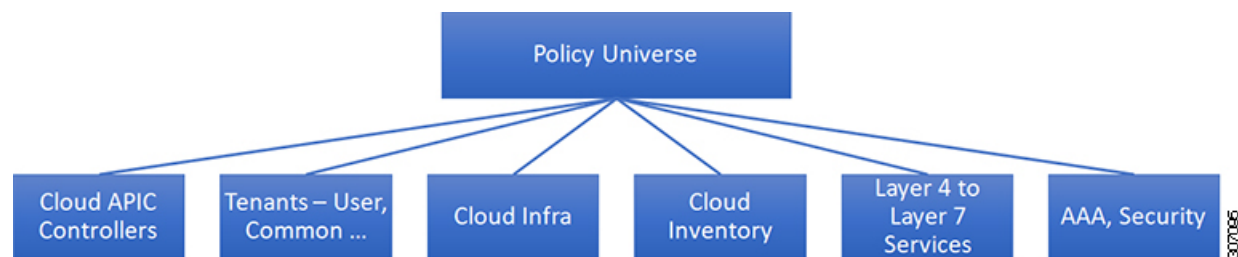 Policy Universe
Cloud APIC
Controllers
Tenants – User,
Common ...
Cloud Infra
Cloud
Inventory
Layer 4 to
Layer 7
Services
AAA, Security
307095